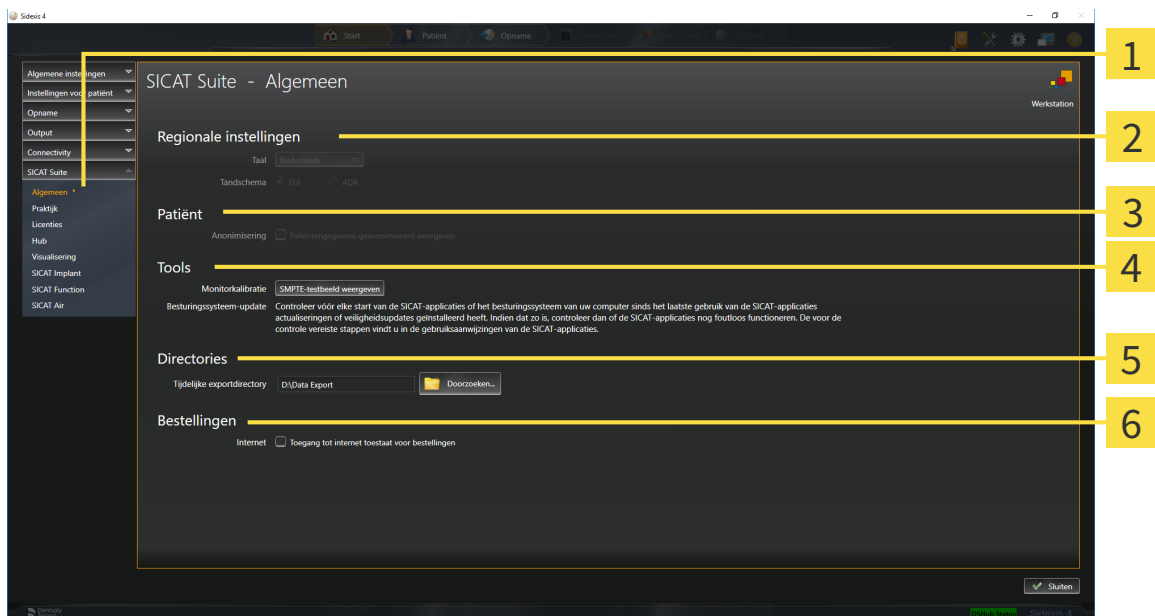 Sidexis 4
Start
Patiënt
Opname
Algemene instellingen
Instellingen voor patiënt
Opname
Output
Connectivity
SICAT Suite
Algemeen *
Praktijk
Licenties
Hub
Visualisering
SICAT Implant
SICAT Function
SICAT Air
SICAT Suite - Algemeen
Werkstation
Regionale instellingen
Taal Nederlands
Tandschema FDI ADA
Patiënt
Anonimisering Patiëntengegevens geanonimiseerd weergeven
Tools
Monitorkalibratie SMPTE-testbeeld weergeven
Besturingssysteem-update Controleer vóór elke start van de SICAT-applicaties of het besturingssysteem van uw computer sinds het laatste gebruik van de SICAT-applicaties
actualiseringen of veiligheidsupdates geïnstalleerd heeft. Indien dat zo is, controleer dan of de SICAT-applicaties nog foutloos functioneren. De voor de
controle vereiste stappen vindt u in de gebruiksaanwijzingen van de SICAT-applicaties.
Directories
Tijdelijke exportdirectory D:\Data Export Doorzoeken...
Bestellingen
Internet Toegang tot internet toestaat voor bestellingen
Sluiten
Dentsply
Sirona
DSHub Status
Sidexis 4
1
2
3
4
5
6